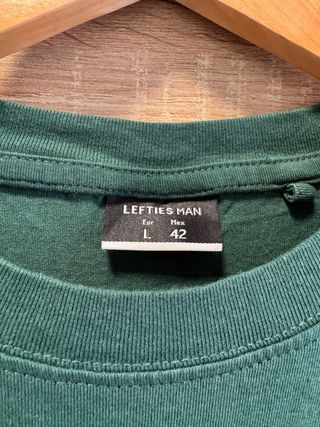 LEFTIES MAN
Eur Mex
L 42